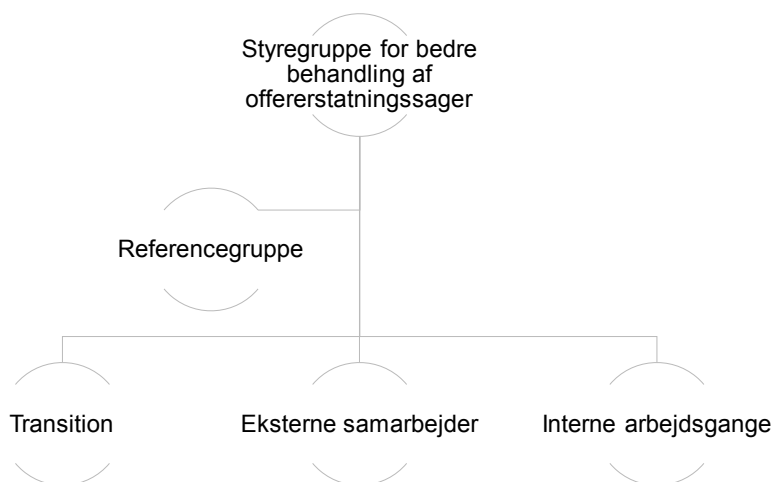 Styregruppe for bedre
behandling af
offererstatningssager
Referencegruppe
Transition
Eksterne samarbejder
Interne arbejdsgange